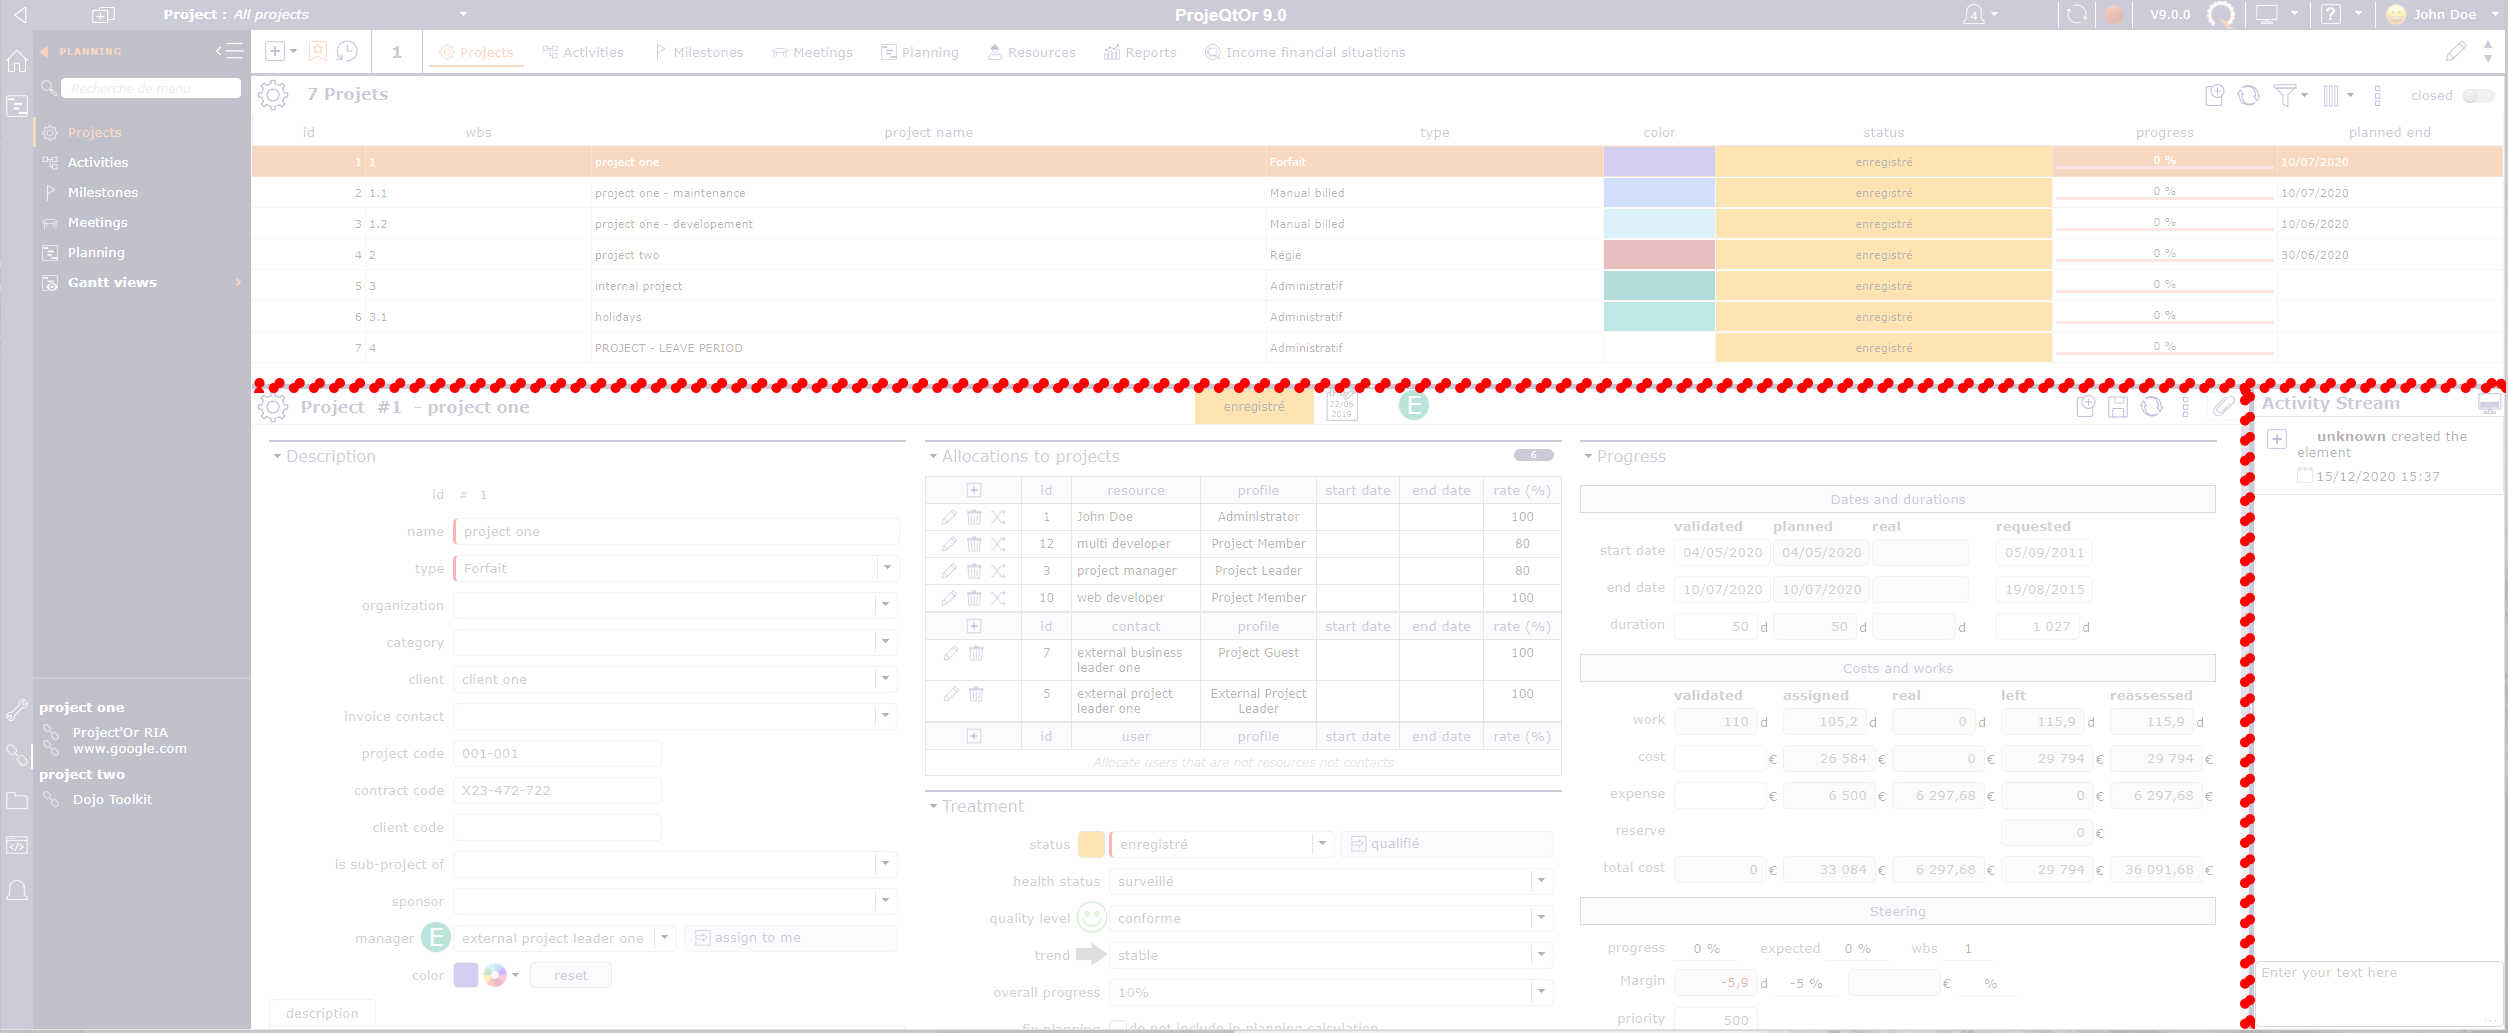 Project : All projects
ProjeQtOr 9.0
4
V9.0.0
?
John Doe
PLANNING
1
Projects
Activities
Milestones
Meetings
Planning
Resources
Reports
Income financial situations
Recherche de menu
7 Projets
closed
Projects
Activities
Milestones
Meetings
Planning
Gantt views
id wbs project name type color status progress planned end
1 1 project one Forfait enregistré 0 % 10/07/2020
2 1.1 project one - maintenance Manual billed enregistré 0 % 10/07/2020
3 1.2 project one - developement Manual billed enregistré 0 % 10/06/2020
4 2 project two Régie enregistré 0 % 30/06/2020
5 3 internal project Administratif enregistré 0 %
6 3.1 holidays Administratif enregistré 0 %
7 4 PROJECT - LEAVE PERIOD Administratif enregistré 0 %
Project #1 - project one
enregistré
22/06
2019
E
Activity Stream
unknown created the
element
15/12/2020 15:37
Enter your text here
project one
Project'Or RIA
www.google.com
project two
Dojo Toolkit
Description
id # 1
name project one
type Forfait
organization
category
client client one
invoice contact
project code 001-001
contract code X23-472-722
client code
is sub-project of
sponsor
manager E external project leader one assign to me
color reset
description
Allocations to projects 6
id resource profile start date end date rate (%)
1 John Doe Administrator 100
12 multi developer Project Member 80
3 project manager Project Leader 80
10 web developer Project Member 100
id contact profile start date end date rate (%)
7 external business leader one Project Guest 100
5 external project leader one External Project Leader 100
id user profile start date end date rate (%)
Allocate users that are not resources not contacts
Treatment
status enregistré qualifié
health status surveillé
quality level conforme
trend stable
overall progress 10%
fix planning do not include in planning calculation
Progress
Dates and durations
validated planned real requested
start date 04/05/2020 04/05/2020 05/09/2011
end date 10/07/2020 10/07/2020 19/08/2015
duration 50 d 50 d d 1 027 d
Costs and works
validated assigned real left reassessed
work 110 d 105,2 d 0 d 115,9 d 115,9 d
cost € 26 584 € 0 € 29 794 € 29 794 €
expense € 6 500 € 6 297,68 € 0 € 6 297,68 €
reserve 0 €
total cost 0 € 33 084 € 6 297,68 € 29 794 € 36 091,68 €
Steering
progress 0 % expected 0 % wbs 1
Margin -5,9 d -5 % € %
priority 500